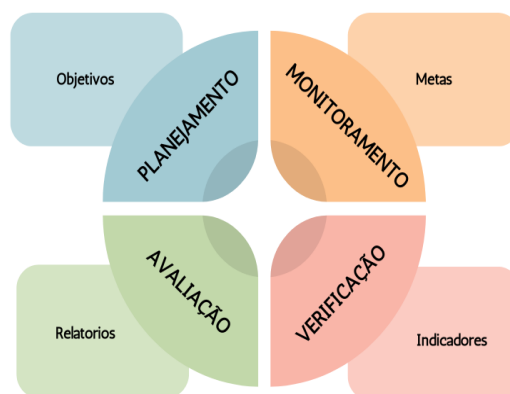 Objetivos
PLANEJAMENTO
MONITORAMENTO
Metas
Relatorios
AVALIAÇÃO
VERIFICAÇÃO
Indicadores